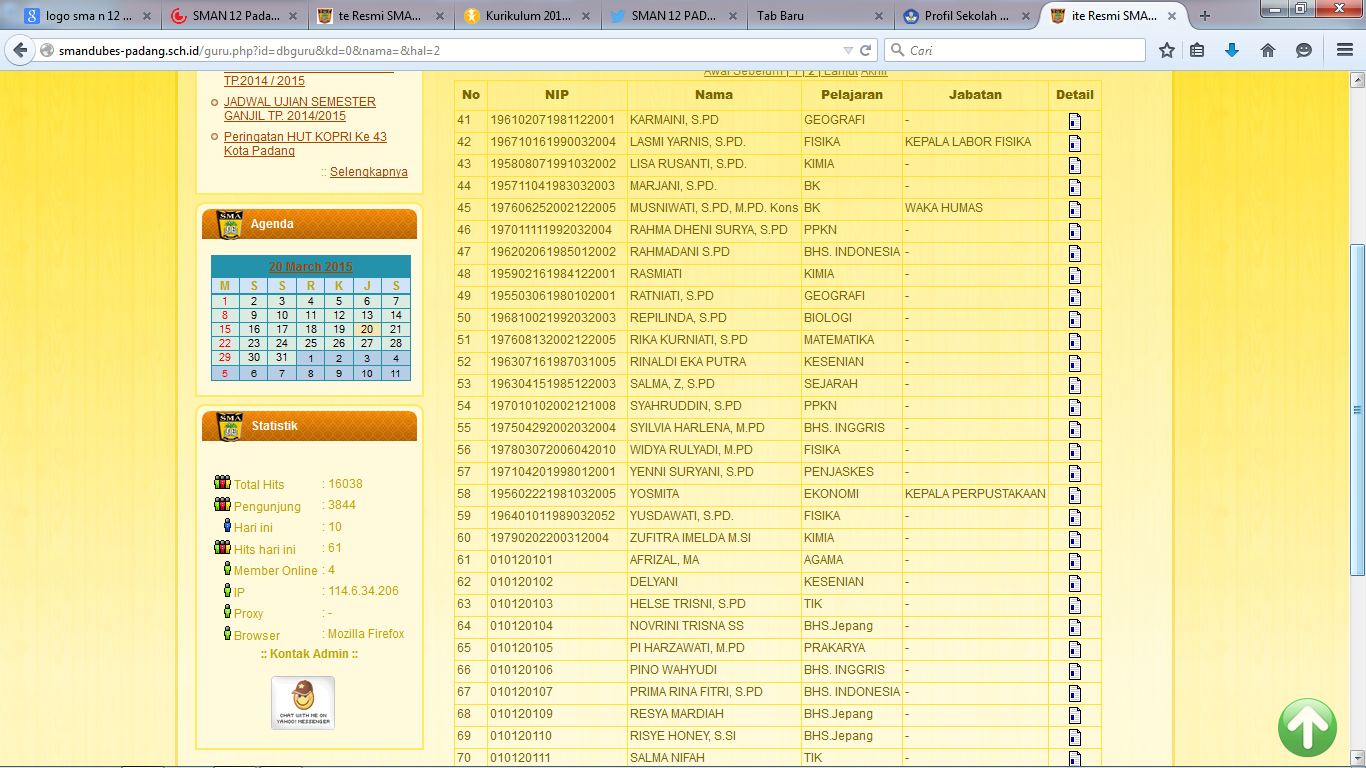 logo sma n 12 ...
SMAN 12 Pada...
te Resmi SMA...
Kurikulum 201...
SMAN 12 PAD...
Tab Baru
Profil Sekolah ...
ite Resmi SMA...
smandubes-padang.sch.id/guru.php?id=dbguru&tkd=0&nama=&hal=2
Cari
TP.2014 / 2015
JADWAL UJIAN SEMESTER
GANJIL TP. 2014/2015
Peringatan HUT KOPRI Ke 43
Kota Padang
:: Selengkapnya
SMA
Agenda
20 March 2015
M S S R K J S
1 2 3 4 5 6 7
8 9 10 11 12 13 14
15 16 17 18 19 20 21
22 23 24 25 26 27 28
29 30 31 1 2 3 4
5 6 7 8 9 10 11
SMA
Statistik
Total Hits : 16038
Pengunjung : 3844
Hari ini : 10
Hits hari ini : 61
Member Online : 4
IP : 114.6.34.206
Proxy : -
Browser : Mozilla Firefox
:: Kontak Admin ::
CHAT WITH ME ON
YAHOO! MESSENGER
Awal Sebelum | 1 | 2 | Lanjut Akhir
No NIP Nama Pelajaran Jabatan Detail
41 196102071981122001 KARMAINI, S.PD GEOGRAFI -
42 196710161990032004 LASMI YARNIS, S.PD. FISIKA KEPALA LABOR FISIKA
43 195808071991032002 LISA RUSANTI, S.PD. KIMIA -
44 195711041983032003 MARJANI, S.PD. BK -
45 197606252002122005 MUSNIWATI, S.PD, M.PD. Kons BK WAKA HUMAS
46 197011111992032004 RAHMA DHENI SURYA, S.PD PPKN -
47 196202061985012002 RAHMADANI S.PD BHS. INDONESIA -
48 195902161984122001 RASMIATI KIMIA -
49 195503061980102001 RATNIATI, S.PD GEOGRAFI -
50 196810021992032003 REPILINDA, S.PD BIOLOGI -
51 197608132002122005 RIKA KURNIATI, S.PD MATEMATIKA -
52 196307161987031005 RINALDI EKA PUTRA KESENIAN -
53 196304151985122003 SALMA, Z, S.PD SEJARAH -
54 197010102002121008 SYAHRUDDIN, S.PD PPKN -
55 197504292002032004 SYILVIA HARLENA, M.PD BHS. INGGRIS -
56 197803072006042010 WIDYA RULYADI, M.PD FISIKA -
57 197104201998012001 YENNI SURYANI, S.PD PENJASKES -
58 195602221981032005 YOSMITA EKONOMI KEPALA PERPUSTAKAAN
59 196401011989032052 YUSDAWATI, S.PD. FISIKA -
60 19790202200312004 ZUFITRA IMELDA M.SI KIMIA -
61 010120101 AFRIZAL, MA AGAMA -
62 010120102 DELYANI KESENIAN -
63 010120103 HELSE TRISNI, S.PD TIK -
64 010120104 NOVRINI TRISNA SS BHS.Jepang -
65 010120105 PI HARZAWATI, M.PD PRAKARYA -
66 010120106 PINO WAHYUDI BHS. INGGRIS -
67 010120107 PRIMA RINA FITRI, S.PD BHS. INDONESIA -
68 010120109 RESYA MARDIAH BHS.Jepang -
69 010120110 RISYE HONEY, S.SI BHS.Jepang -
70 010120111 SALMA NIFAH TIK -